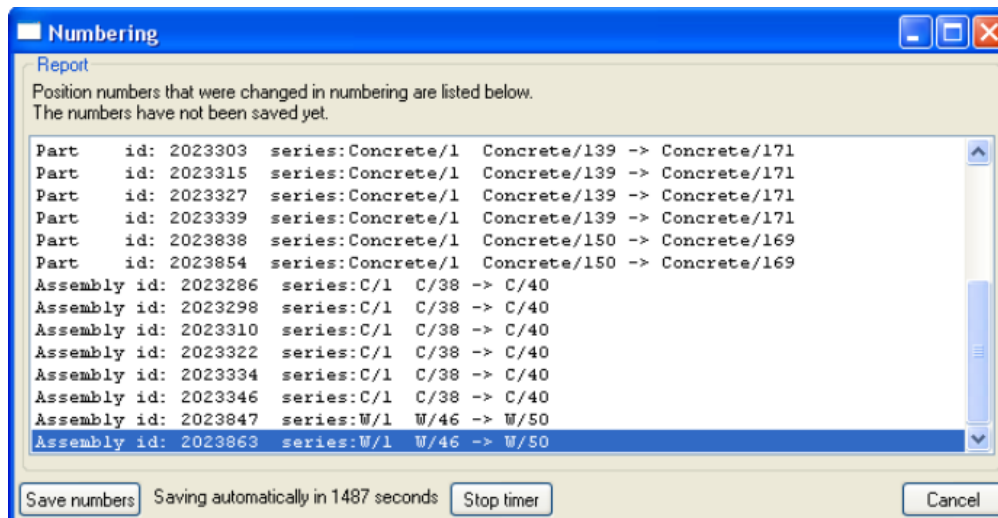 Numbering
Report
Position numbers that were changed in numbering are listed below.
The numbers have not been saved yet.
Part id: 2023303 series:Concrete/1 Concrete/139 -> Concrete/171
Part id: 2023315 series:Concrete/1 Concrete/139 -> Concrete/171
Part id: 2023327 series:Concrete/1 Concrete/139 -> Concrete/171
Part id: 2023339 series:Concrete/1 Concrete/139 -> Concrete/171
Part id: 2023838 series:Concrete/1 Concrete/150 -> Concrete/169
Part id: 2023854 series:Concrete/1 Concrete/150 -> Concrete/169
Assembly id: 2023286 series:C/1 C/38 -> C/40
Assembly id: 2023298 series:C/1 C/38 -> C/40
Assembly id: 2023310 series:C/1 C/38 -> C/40
Assembly id: 2023322 series:C/1 C/38 -> C/40
Assembly id: 2023334 series:C/1 C/38 -> C/40
Assembly id: 2023346 series:C/1 C/38 -> C/40
Assembly id: 2023847 series:W/1 W/46 -> W/50
Assembly id: 2023863 series:W/1 W/46 -> W/50
Save numbers Saving automatically in 1487 seconds Stop timer Cancel